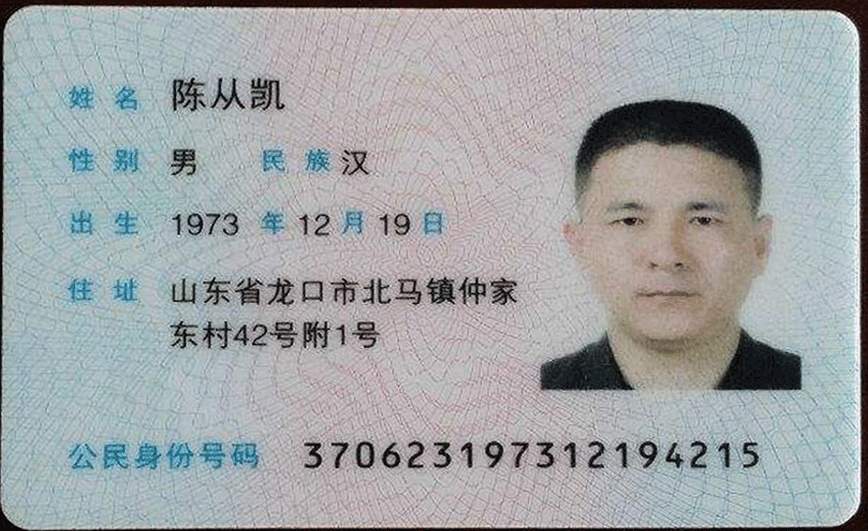 姓名 陈从凯
性别 男 民族 汉
出生 1973 年 12 月 19 日
住址 山东省龙口市北马镇仲家
东村42号附1号
公民身份号码 370623197312194215